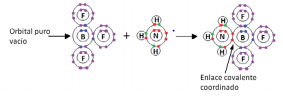 Orbital puro
vacío
F
B
F
F
+
H
H
N
H
H
H
N
H
F
B
F
F
Enlace covalente
coordinado